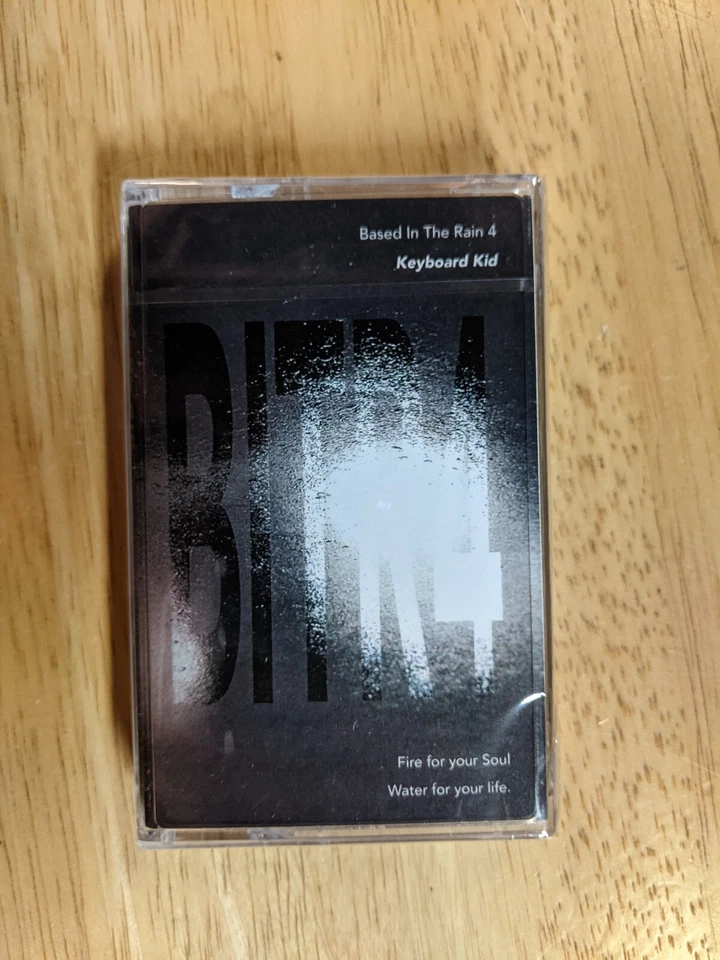 Based In The Rain 4
Keyboard Kid
BITR4
Fire for your Soul
Water for your life.